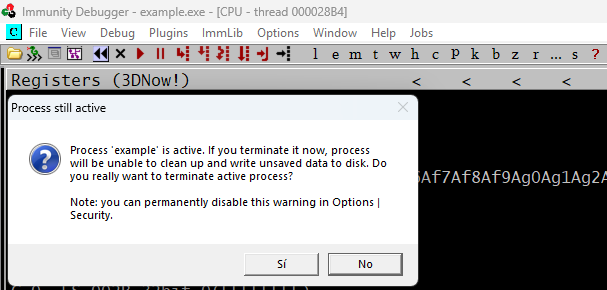 Immunity Debugger - example.exe - [CPU - thread 000028B4]
C File View Debug Plugins ImmLib Options Window Help Jobs
l e m t w h c p k b z r ... s ?
Registers (3DNow!) < < < < <
Process still active
Process 'example' is active. If you terminate it now, process
will be unable to clean up and write unsaved data to disk. Do
you really want to terminate active process?
Af7Af8Af9Ag0Ag1Ag2A
Note: you can permanently disable this warning in Options |
Security.
Sí No